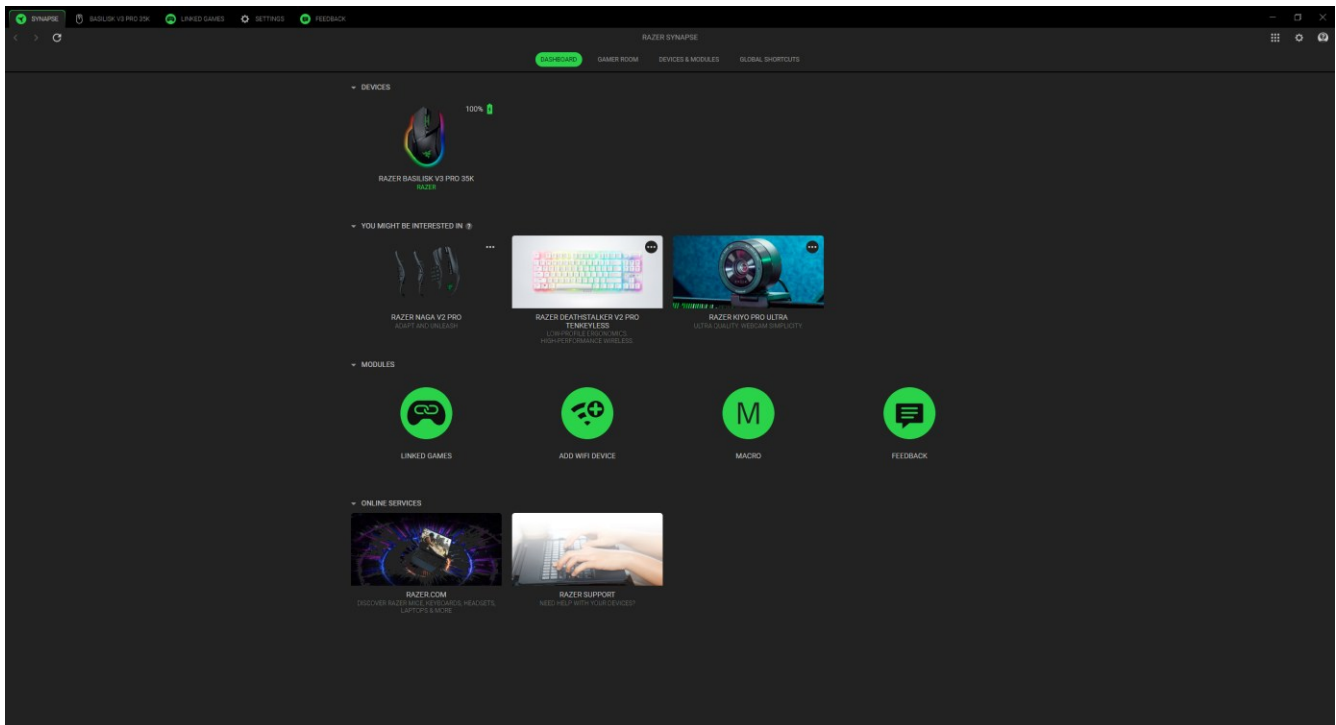 SYNAPSE
BASILISK V3 PRO 35K
LINKED GAMES
SETTINGS
FEEDBACK
RAZER SYNAPSE
DASHBOARD
GAMER ROOM
DEVICES & MODULES
GLOBAL SHORTCUTS
DEVICES
100%
RAZER BASILISK V3 PRO 35K
RAZER
YOU MIGHT BE INTERESTED IN
RAZER NAGA V2 PRO
ADAPT AND UNLEASH
RAZER DEATHSTALKER V2 PRO
TENKEYLESS
LOW-PROFILE ERGONOMICS,
HIGH-PERFORMANCE WIRELESS
RAZER KIYO PRO ULTRA
ULTRA QUALITY. WEBCAM SIMPLICITY
MODULES
LINKED GAMES
ADD WIFI DEVICE
M
MACRO
FEEDBACK
ONLINE SERVICES
RAZER.COM
DISCOVER RAZER MICE, KEYBOARDS, HEADSETS,
LAPTOPS & MORE
RAZER SUPPORT
NEED HELP WITH YOUR DEVICES?